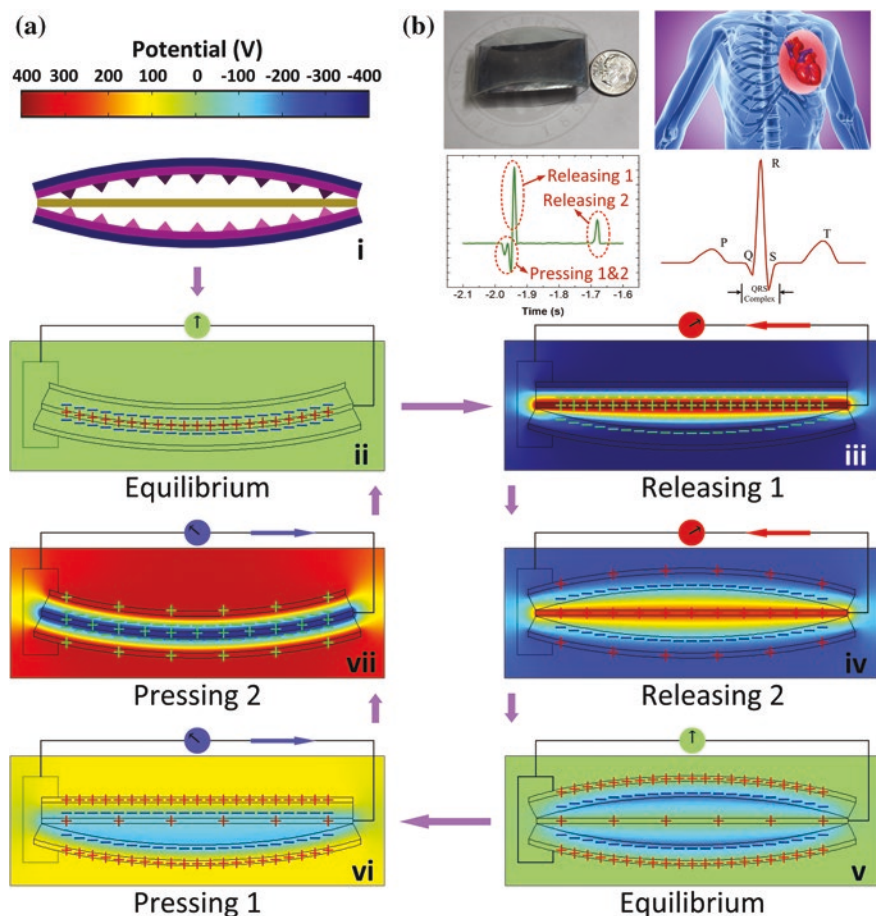 (a)
Potential (V)
400 300 200 100 0 -100 -200 -300 -400
i
(b)
Releasing 1
Releasing 2
Pressing 1&2
-2.1 -2.0 -1.9 -1.8 -1.7 -1.6
Time (s)
R
P
Q
S
T
QRS
Complex
ii
Equilibrium
iii
Releasing 1
vii
Pressing 2
iv
Releasing 2
vi
Pressing 1
v
Equilibrium